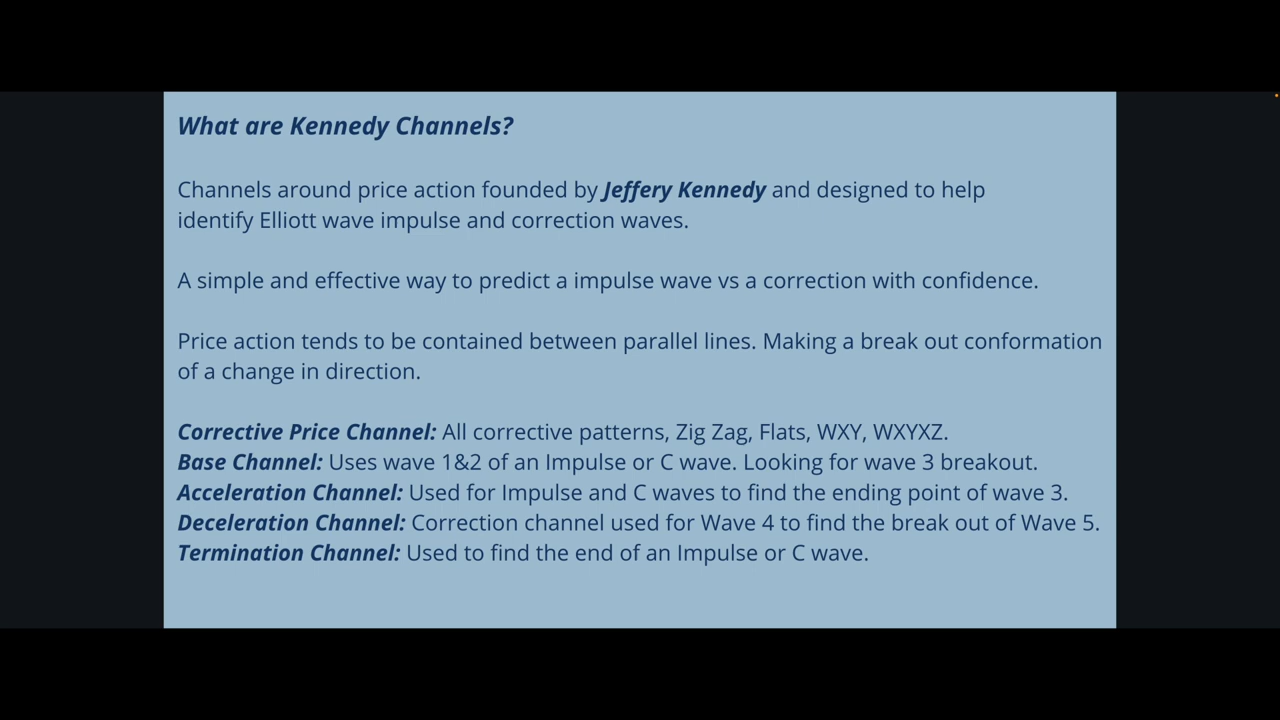 What are Kennedy Channels?
Channels around price action founded by Jeffery Kennedy and designed to help
identify Elliott wave impulse and correction waves.
A simple and effective way to predict a impulse wave vs a correction with confidence.
Price action tends to be contained between parallel lines. Making a break out conformation
of a change in direction.
Corrective Price Channel: All corrective patterns, Zig Zag, Flats, WXY, WXYXZ.
Base Channel: Uses wave 1&2 of an Impulse or C wave. Looking for wave 3 breakout.
Acceleration Channel: Used for Impulse and C waves to find the ending point of wave 3.
Deceleration Channel: Correction channel used for Wave 4 to find the break out of Wave 5.
Termination Channel: Used to find the end of an Impulse or C wave.